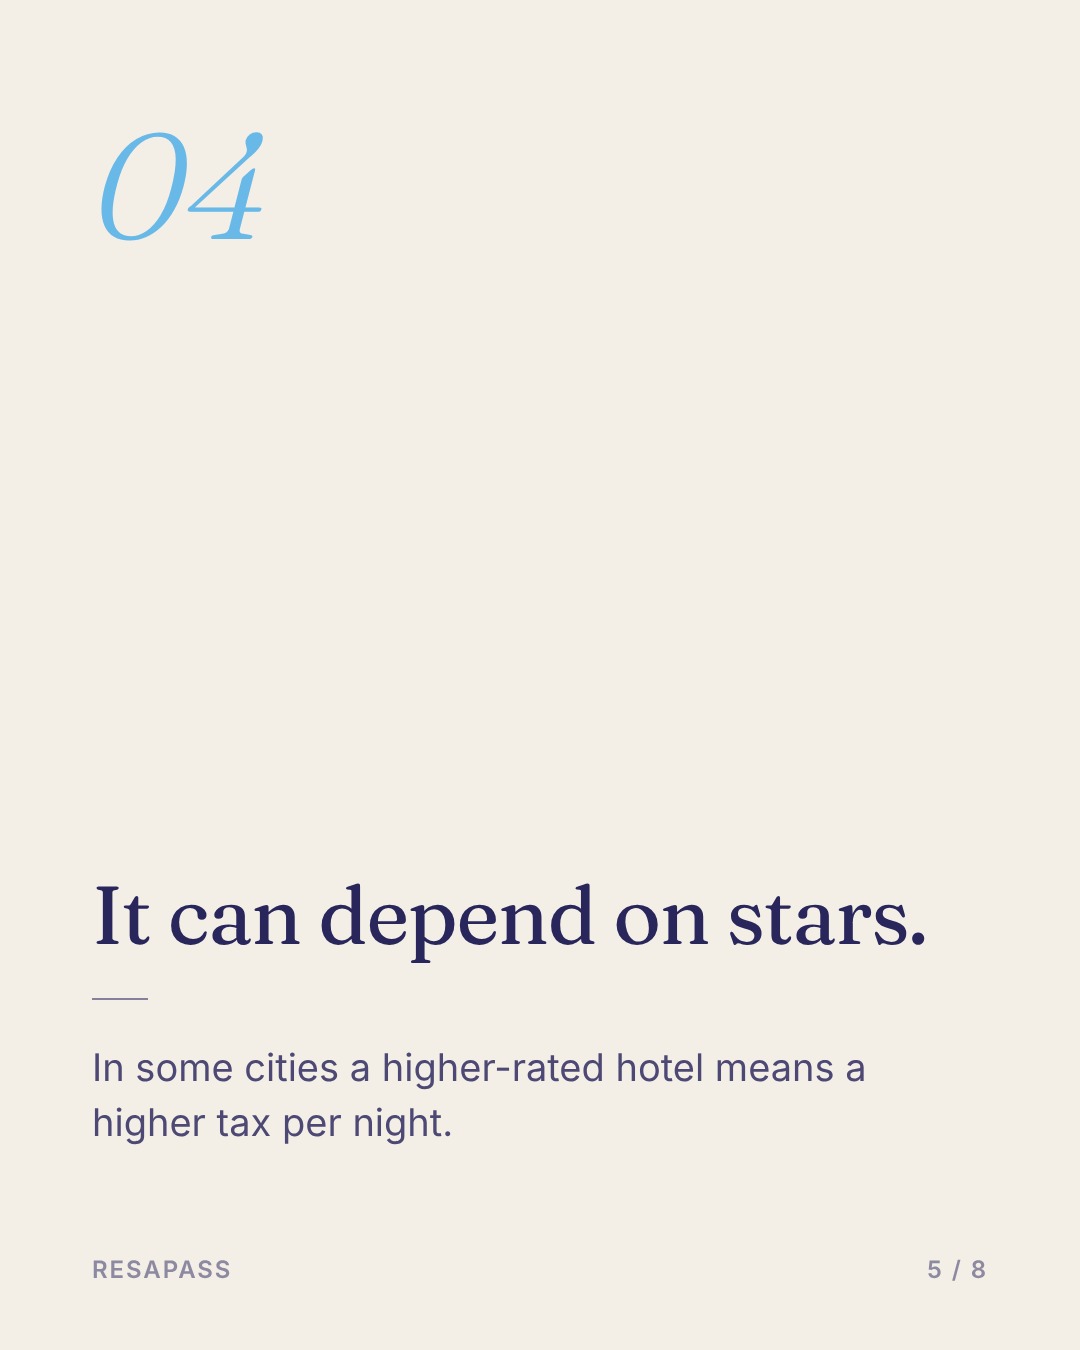 04
It can depend on stars.
In some cities a higher-rated hotel means a
higher tax per night.
RESAPASS
5 / 8